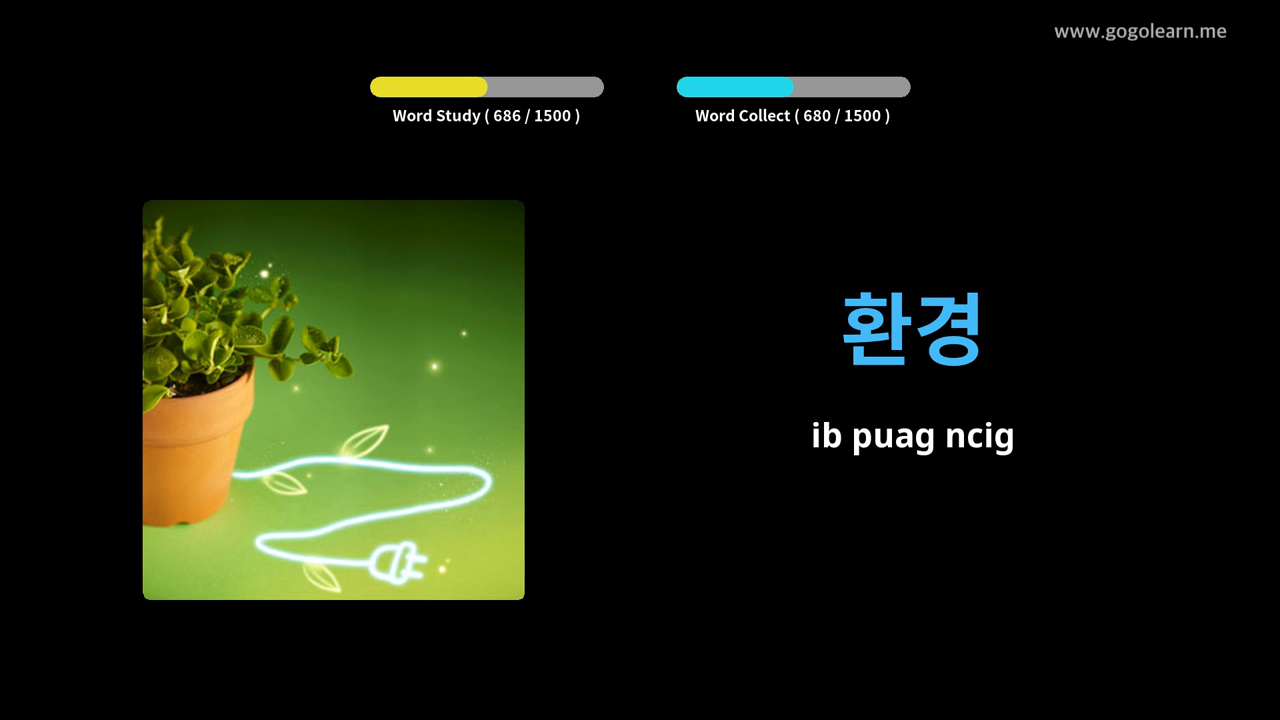 www.gogolearn.me
Word Study ( 686 / 1500 )
Word Collect ( 680 / 1500 )
환경
ib puag ncig